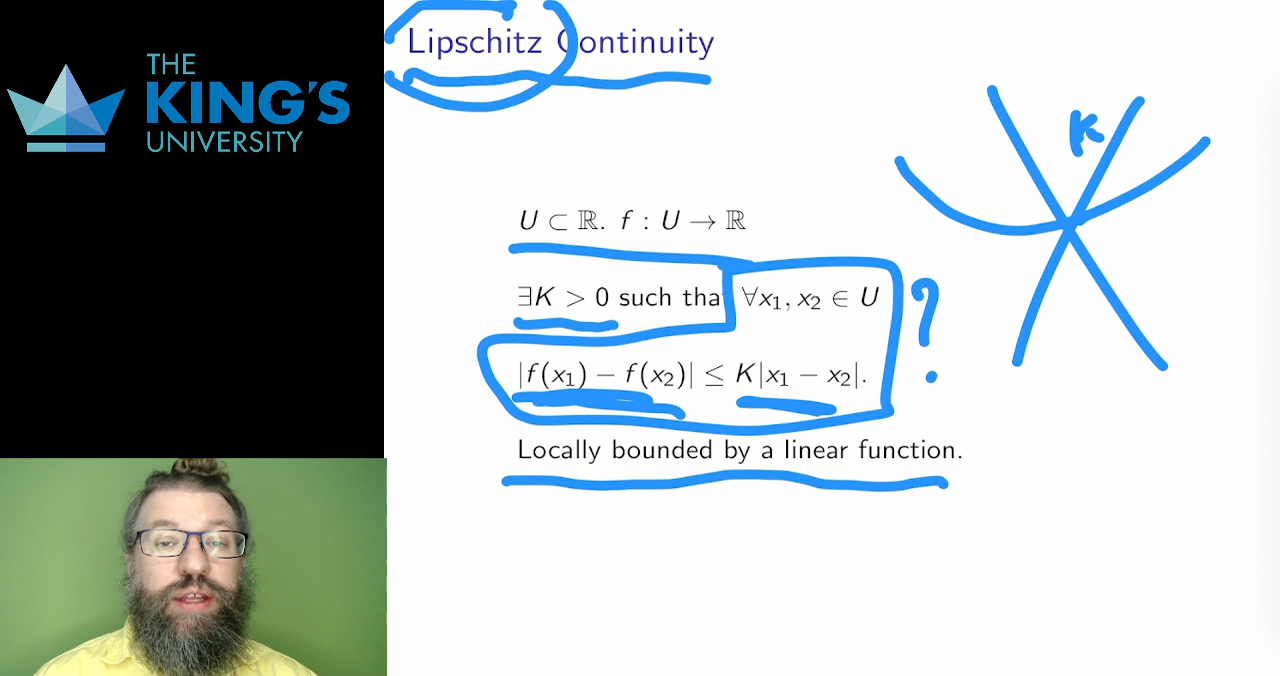 THE
KING'S
UNIVERSITY
Lipschitz Continuity
K
U ⊂ ℝ. f : U → ℝ
∃K > 0 such tha ∀x₁, x₂ ∈ U
?
|f(x₁) − f(x₂)| ≤ K|x₁ − x₂|.
Locally bounded by a linear function.